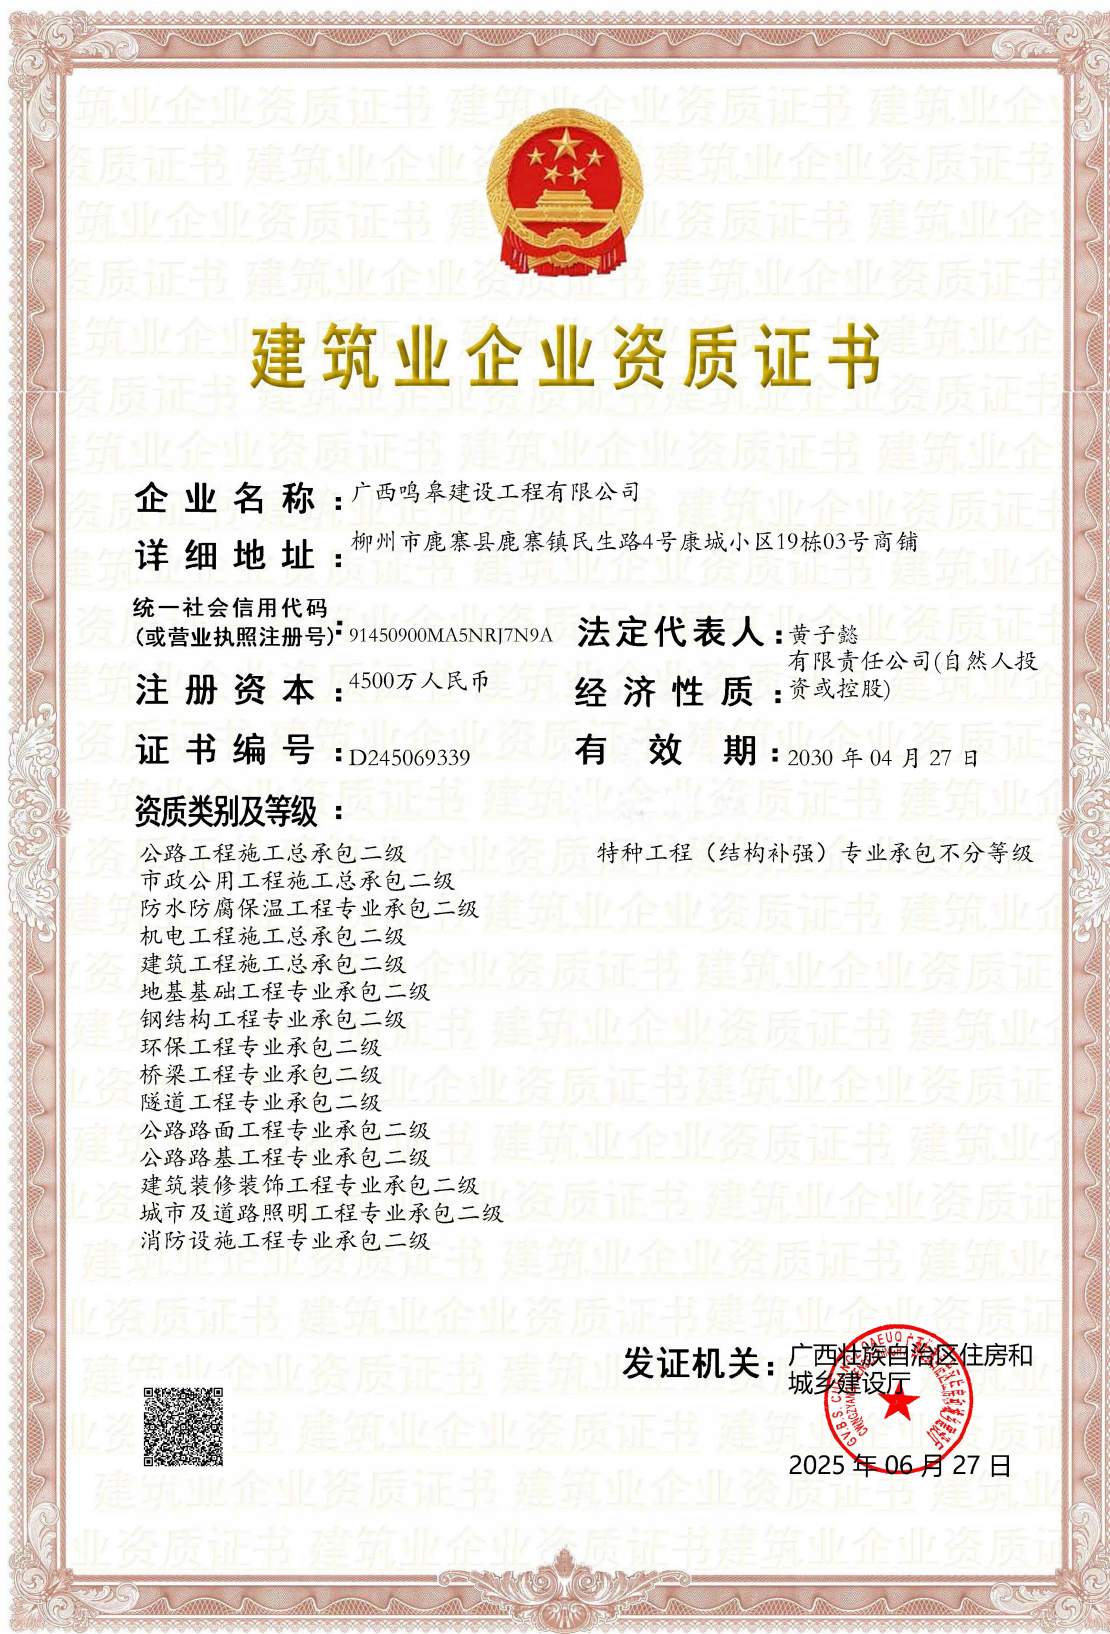 建筑业企业资质证书
企业名称：广西鸣皋建设工程有限公司
详细地址：柳州市鹿寨县鹿寨镇民生路4号康城小区19栋03号商铺
统一社会信用代码
（或营业执照注册号）：91450900MA5NRJ7N9A
法定代表人：黄子懿
注册资本：4500万人民币
经济性质：有限责任公司(自然人投
资或控股)
证书编号：D245069339
有效期：2030 年 04 月 27 日
资质类别及等级：
公路工程施工总承包二级
市政公用工程施工总承包二级
防水防腐保温工程专业承包二级
机电工程施工总承包二级
建筑工程施工总承包二级
地基基础工程专业承包二级
钢结构工程专业承包二级
环保工程专业承包二级
桥梁工程专业承包二级
隧道工程专业承包二级
公路路面工程专业承包二级
公路路基工程专业承包二级
建筑装修装饰工程专业承包二级
城市及道路照明工程专业承包二级
消防设施工程专业承包二级
特种工程（结构补强）专业承包不分等级
发证机关：广西壮族自治区住房和
城乡建设厅
2025 年 06 月 27 日